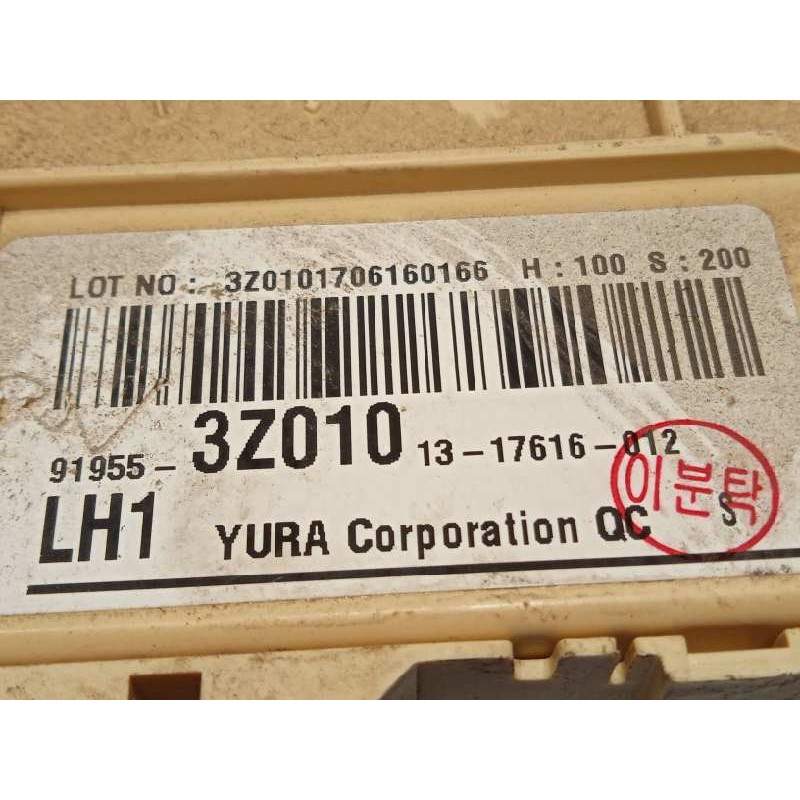 LOT NO : 3Z0101706160166 H : 100 S : 200
91955-3Z010 13-17616-012
LH1 YURA Corporation QC S
이분탁